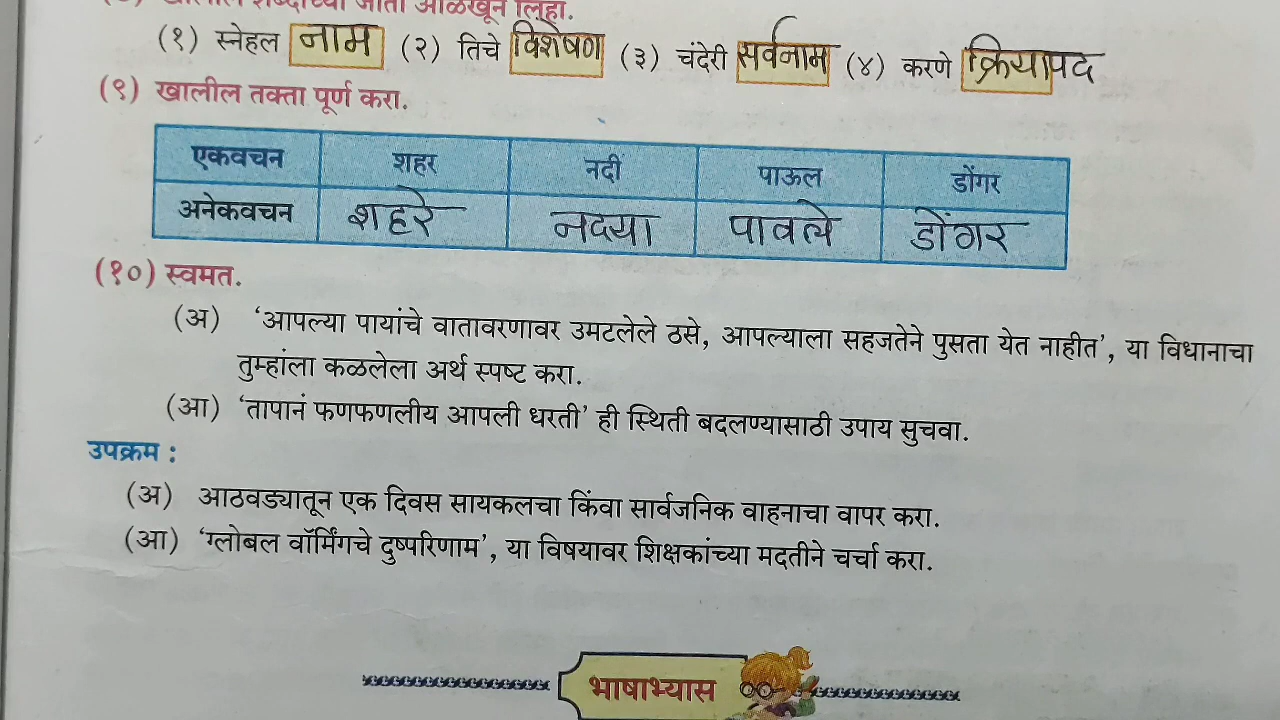 खालील शब्दांच्या जाती ओळखून लिहा.
(१) स्नेहल नाम (२) तिचे विशेषण (३) चंदेरी सर्वनाम (४) करणे क्रियापद
(९) खालील तक्ता पूर्ण करा.
एकवचन शहर नदी पाऊल डोंगर
अनेकवचन शहरे नदया पावले डोंगर
(१०) स्वमत.
(अ) 'आपल्या पायांचे वातावरणावर उमटलेले ठसे, आपल्याला सहजतेने पुसता येत नाहीत', या विधानाचा
तुम्हांला कळलेला अर्थ स्पष्ट करा.
(आ) 'तापानं फणफणलीय आपली धरती' ही स्थिती बदलण्यासाठी उपाय सुचवा.
उपक्रम :
(अ) आठवड्यातून एक दिवस सायकलचा किंवा सार्वजनिक वाहनाचा वापर करा.
(आ) 'ग्लोबल वॉर्मिंगचे दुष्परिणाम', या विषयावर शिक्षकांच्या मदतीने चर्चा करा.
भाषाभ्यास